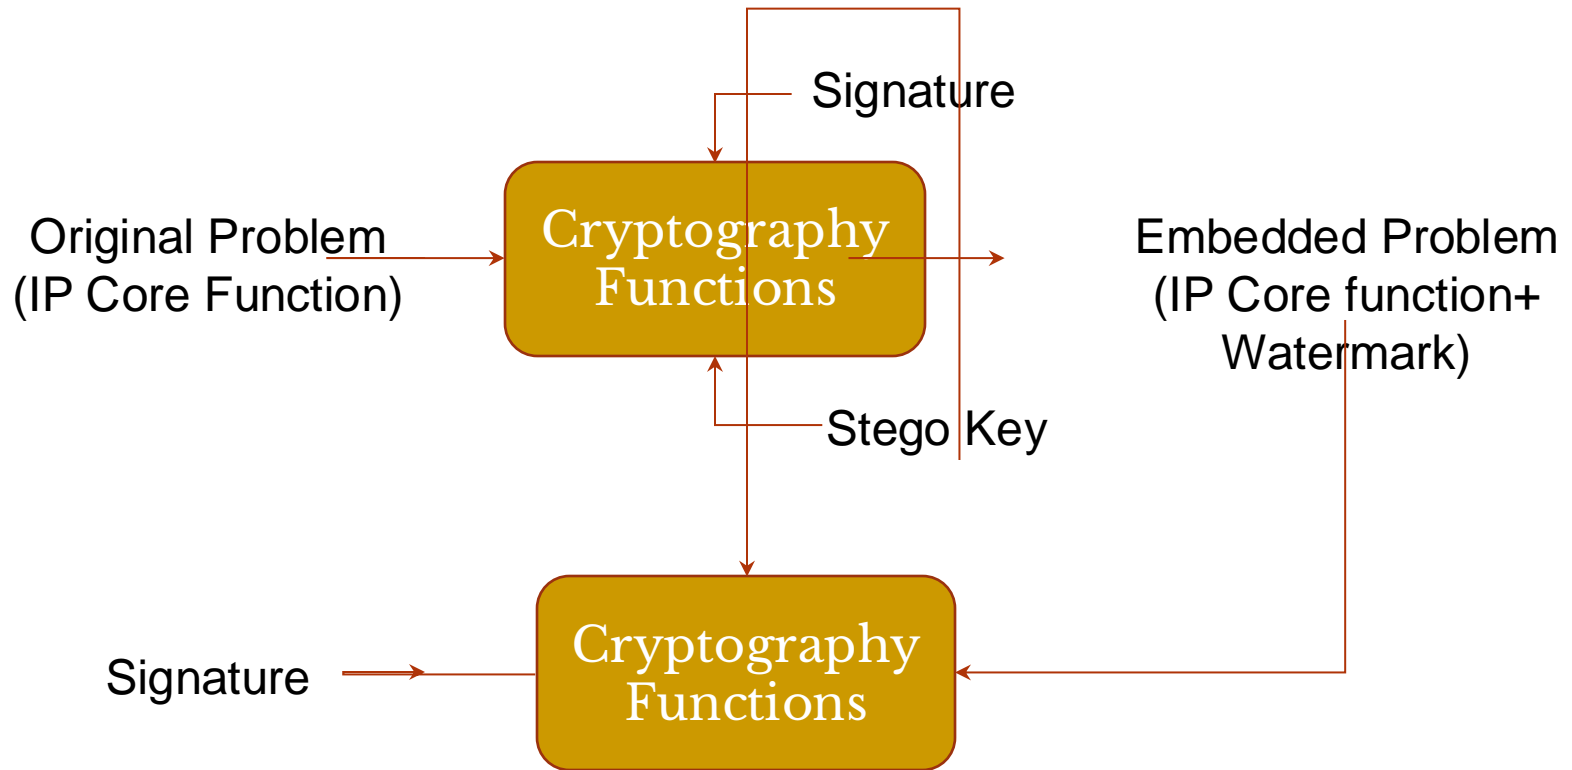 Signature
Cryptography
Functions
Original Problem
(IP Core Function)
Embedded Problem
(IP Core function+
Watermark)
Stego Key
Cryptography
Functions
Signature